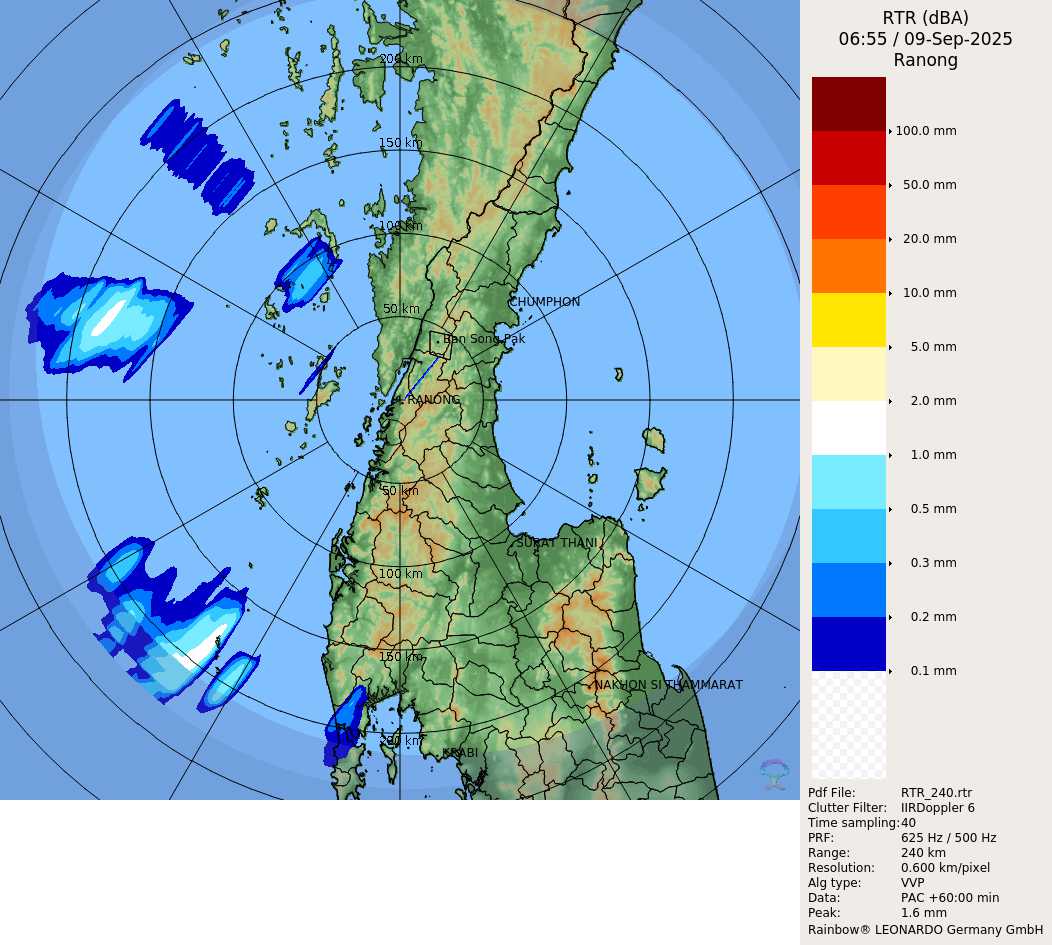 RTR (dBA)
06:55 / 09-Sep-2025
Ranong
100.0 mm
50.0 mm
20.0 mm
10.0 mm
5.0 mm
2.0 mm
1.0 mm
0.5 mm
0.3 mm
0.2 mm
0.1 mm
Pdf File: RTR_240.rtr
Clutter Filter: IIRDoppler 6
Time sampling: 40
PRF: 625 Hz / 500 Hz
Range: 240 km
Resolution: 0.600 km/pixel
Alg type: VVP
Data: PAC +60:00 min
Peak: 1.6 mm
Rainbow® LEONARDO Germany GmbH
200 km
150 km
100 km
50 km
CHUMPHON
Ban Song Pak
RANONG
50 km
SURAT THANI
100 km
150 km
NAKHON SI THAMMARAT
200 km
KRABI